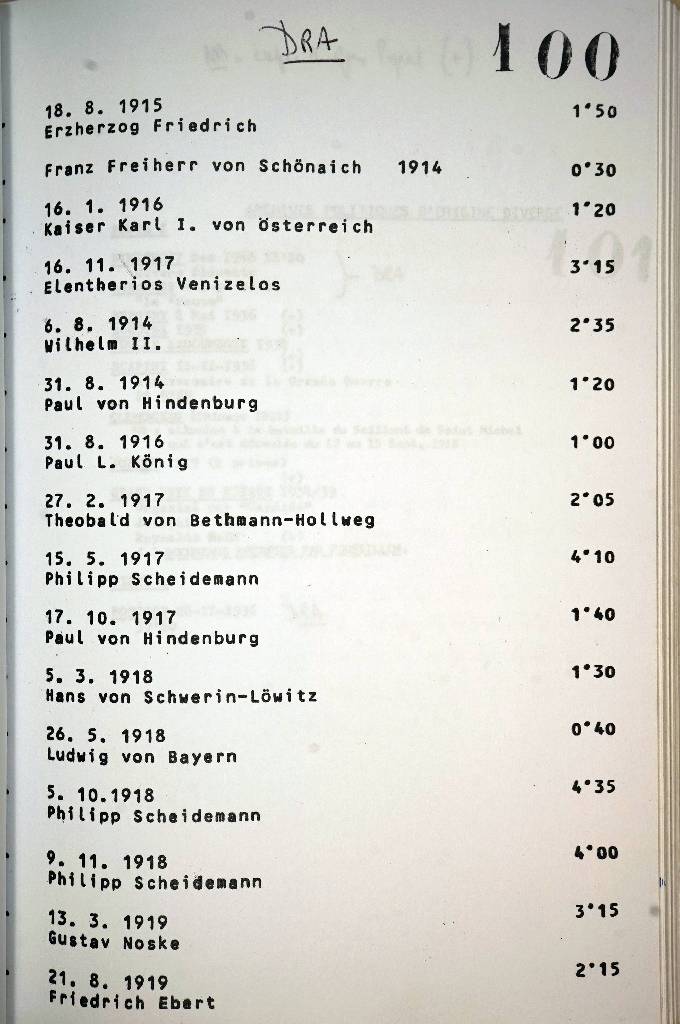 DRA
100
18. 8. 1915 1'50
Erzherzog Friedrich
Franz Freiherr von Schönaich 1914 0'30
16. 1. 1916 1'20
Kaiser Karl I. von Österreich
16. 11. 1917 3'15
Elentherios Venizelos
6. 8. 1914 2'35
Wilhelm II.
31. 8. 1914 1'20
Paul von Hindenburg
31. 8. 1916 1'00
Paul L. König
27. 2. 1917 2'05
Theobald von Bethmann-Hollweg
15. 5. 1917 4'10
Philipp Scheidemann
17. 10. 1917 1'40
Paul von Hindenburg
5. 3. 1918 1'30
Hans von Schwerin-Löwitz
26. 5. 1918 0'40
Ludwig von Bayern
5. 10.1918 4'35
Philipp Scheidemann
9. 11. 1918 4'00
Philipp Scheidemann
13. 3. 1919 3'15
Gustav Noske
21. 8. 1919 2'15
Friedrich Ebert